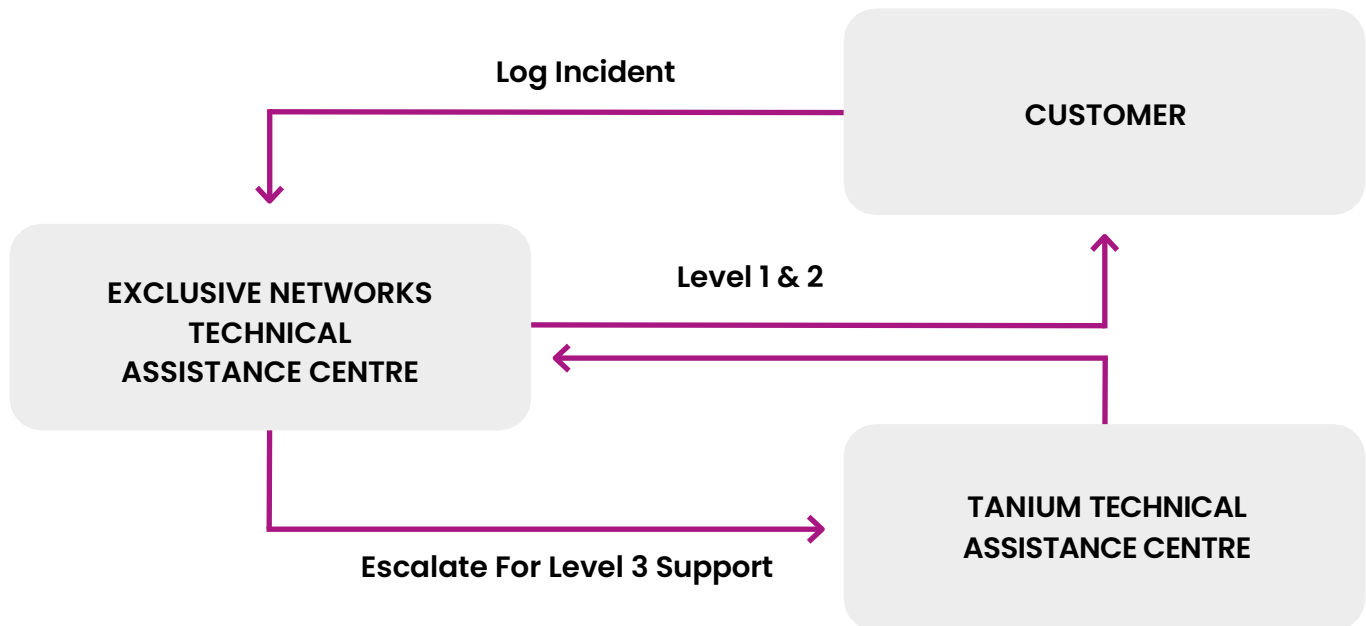 Log Incident
CUSTOMER
EXCLUSIVE NETWORKS
TECHNICAL
ASSISTANCE CENTRE
Level 1 & 2
TANIUM TECHNICAL
ASSISTANCE CENTRE
Escalate For Level 3 Support